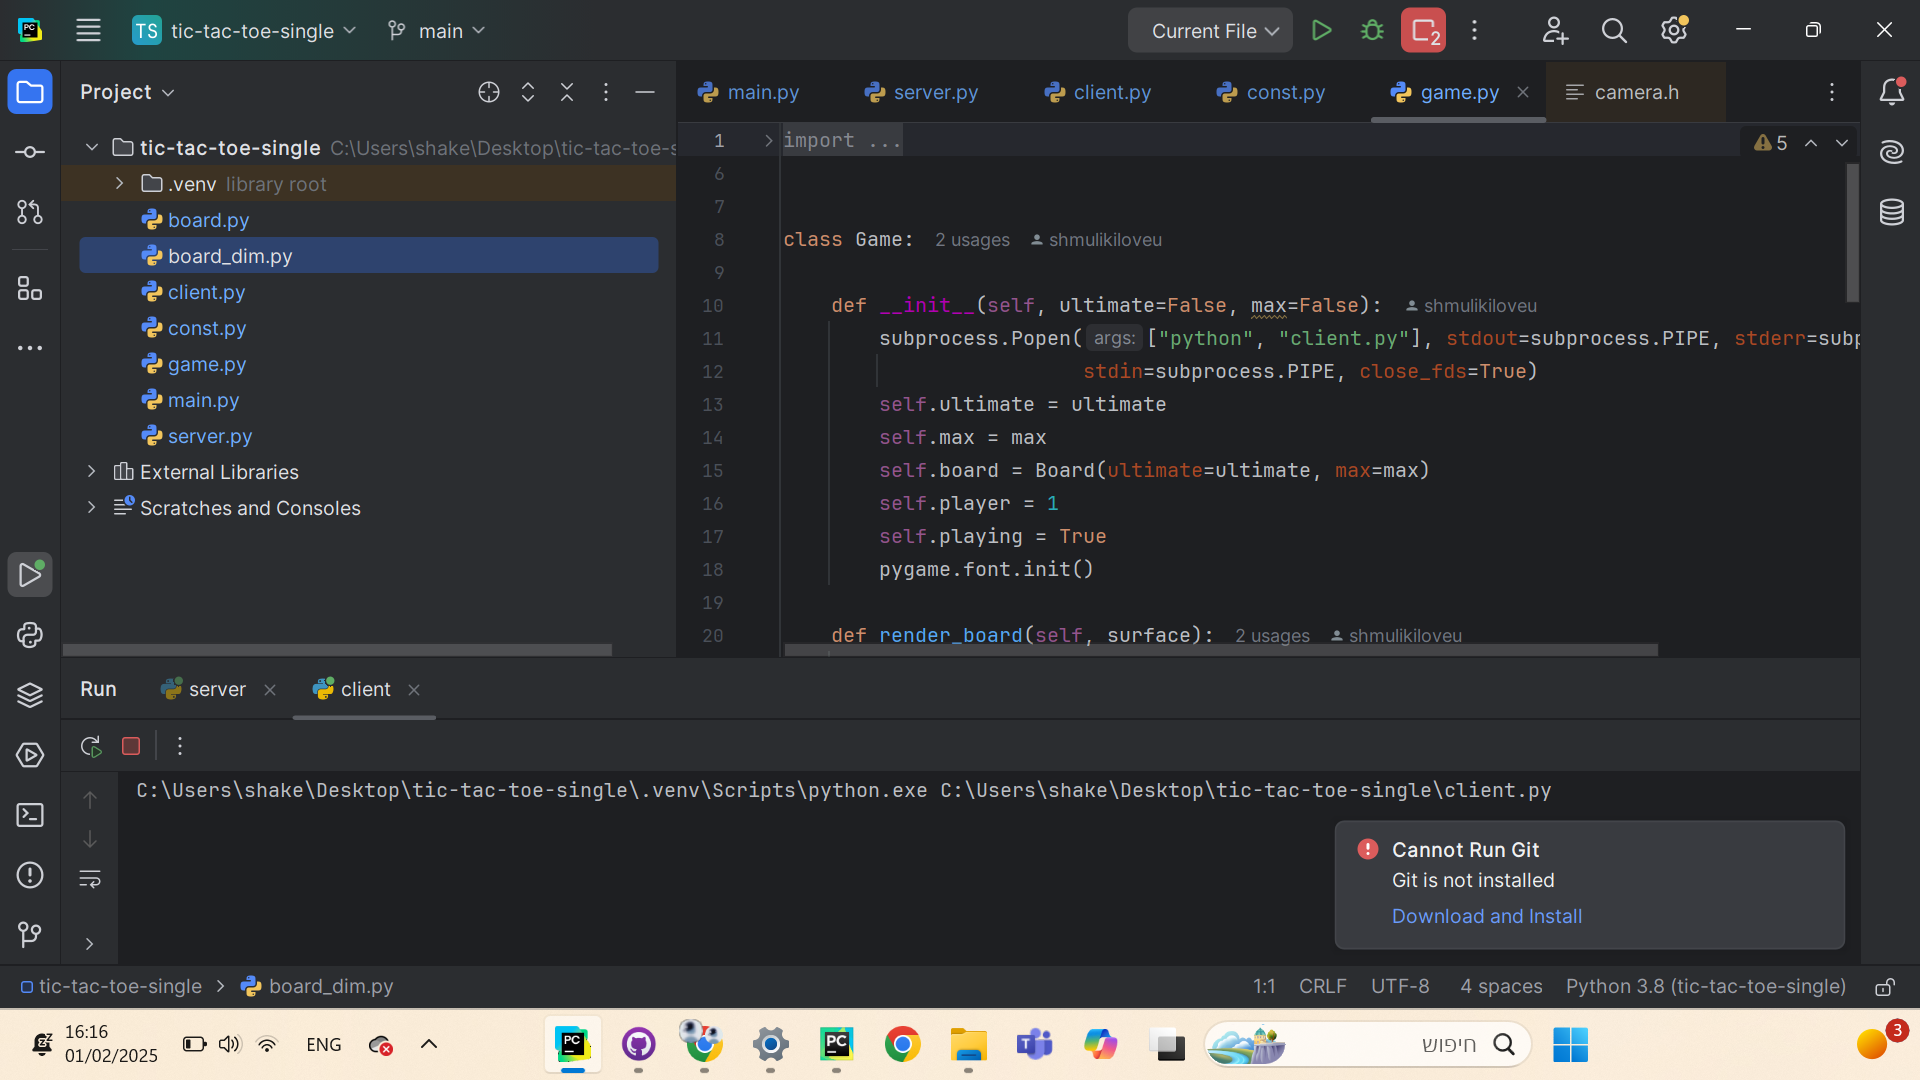 TS tic-tac-toe-single main Current File 2
Project
main.py server.py client.py const.py game.py camera.h
tic-tac-toe-single C:\Users\shake\Desktop\tic-tac-toe-s
.venv library root
board.py
board_dim.py
client.py
const.py
game.py
main.py
server.py
External Libraries
Scratches and Consoles
1 import ... 5
6
7
8 class Game: 2 usages shmulikiloveu
9
10 def __init__(self, ultimate=False, max=False): shmulikiloveu
11 subprocess.Popen( args: ["python", "client.py"], stdout=subprocess.PIPE, stderr=subp
12 stdin=subprocess.PIPE, close_fds=True)
13 self.ultimate = ultimate
14 self.max = max
15 self.board = Board(ultimate=ultimate, max=max)
16 self.player = 1
17 self.playing = True
18 pygame.font.init()
19
20 def render_board(self, surface): 2 usages shmulikiloveu
Run server client
C:\Users\shake\Desktop\tic-tac-toe-single\.venv\Scripts\python.exe C:\Users\shake\Desktop\tic-tac-toe-single\client.py
Cannot Run Git
Git is not installed
Download and Install
tic-tac-toe-single board_dim.py 1:1 CRLF UTF-8 4 spaces Python 3.8 (tic-tac-toe-single)
16:16
01/02/2025
ENG
PC
PC
חיפוש
3